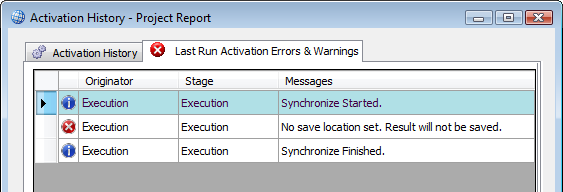 Activation History - Project Report
Activation History Last Run Activation Errors & Warnings
Originator Stage Messages
Execution Execution Synchronize Started.
Execution Execution No save location set. Result will not be saved.
Execution Execution Synchronize Finished.